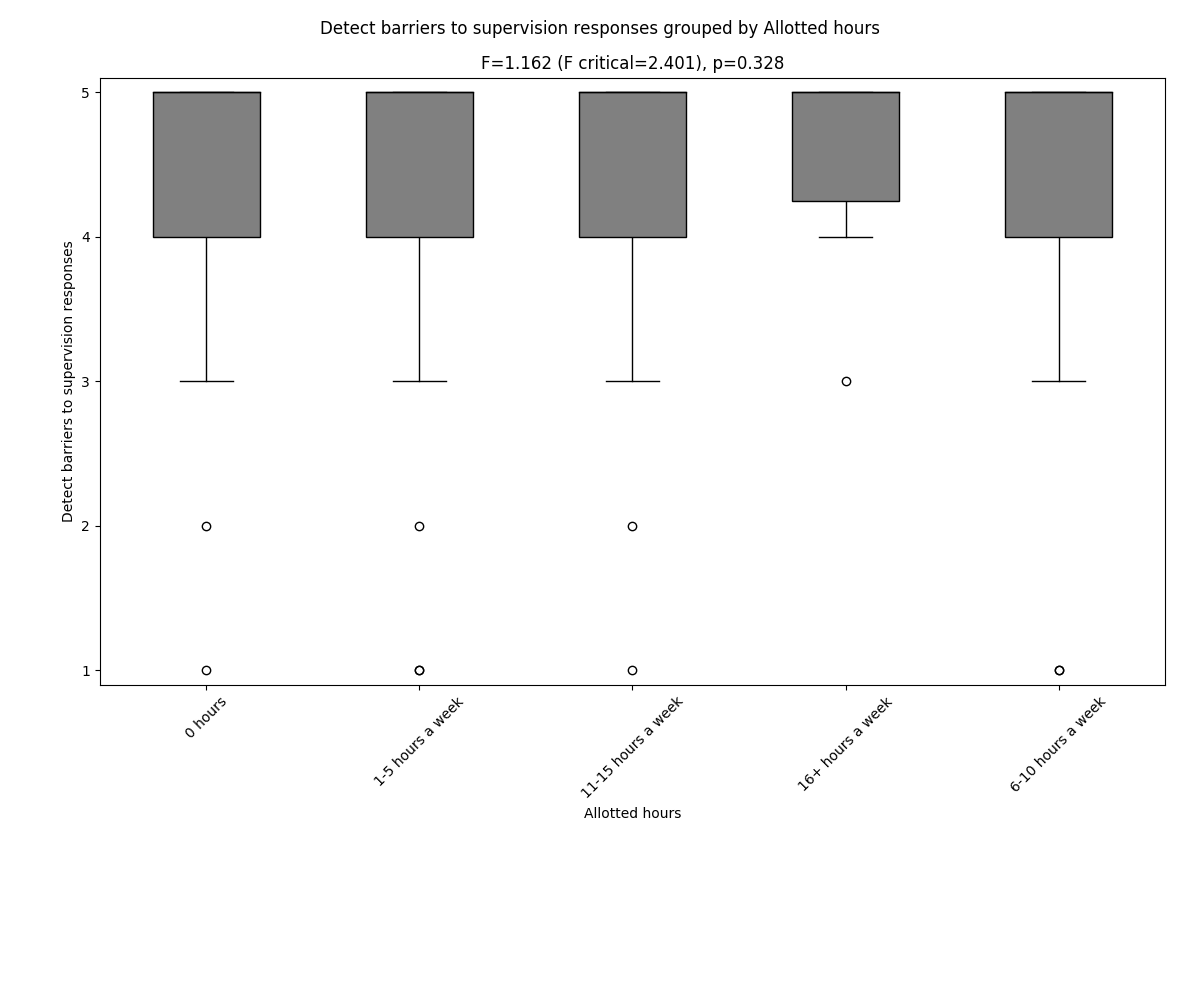 Detect barriers to supervision responses grouped by Allotted hours
F=1.162 (F critical=2.401), p=0.328
Detect barriers to supervision responses
5
4
3
2
1
0 hours
1-5 hours a week
11-15 hours a week
16+ hours a week
6-10 hours a week
Allotted hours